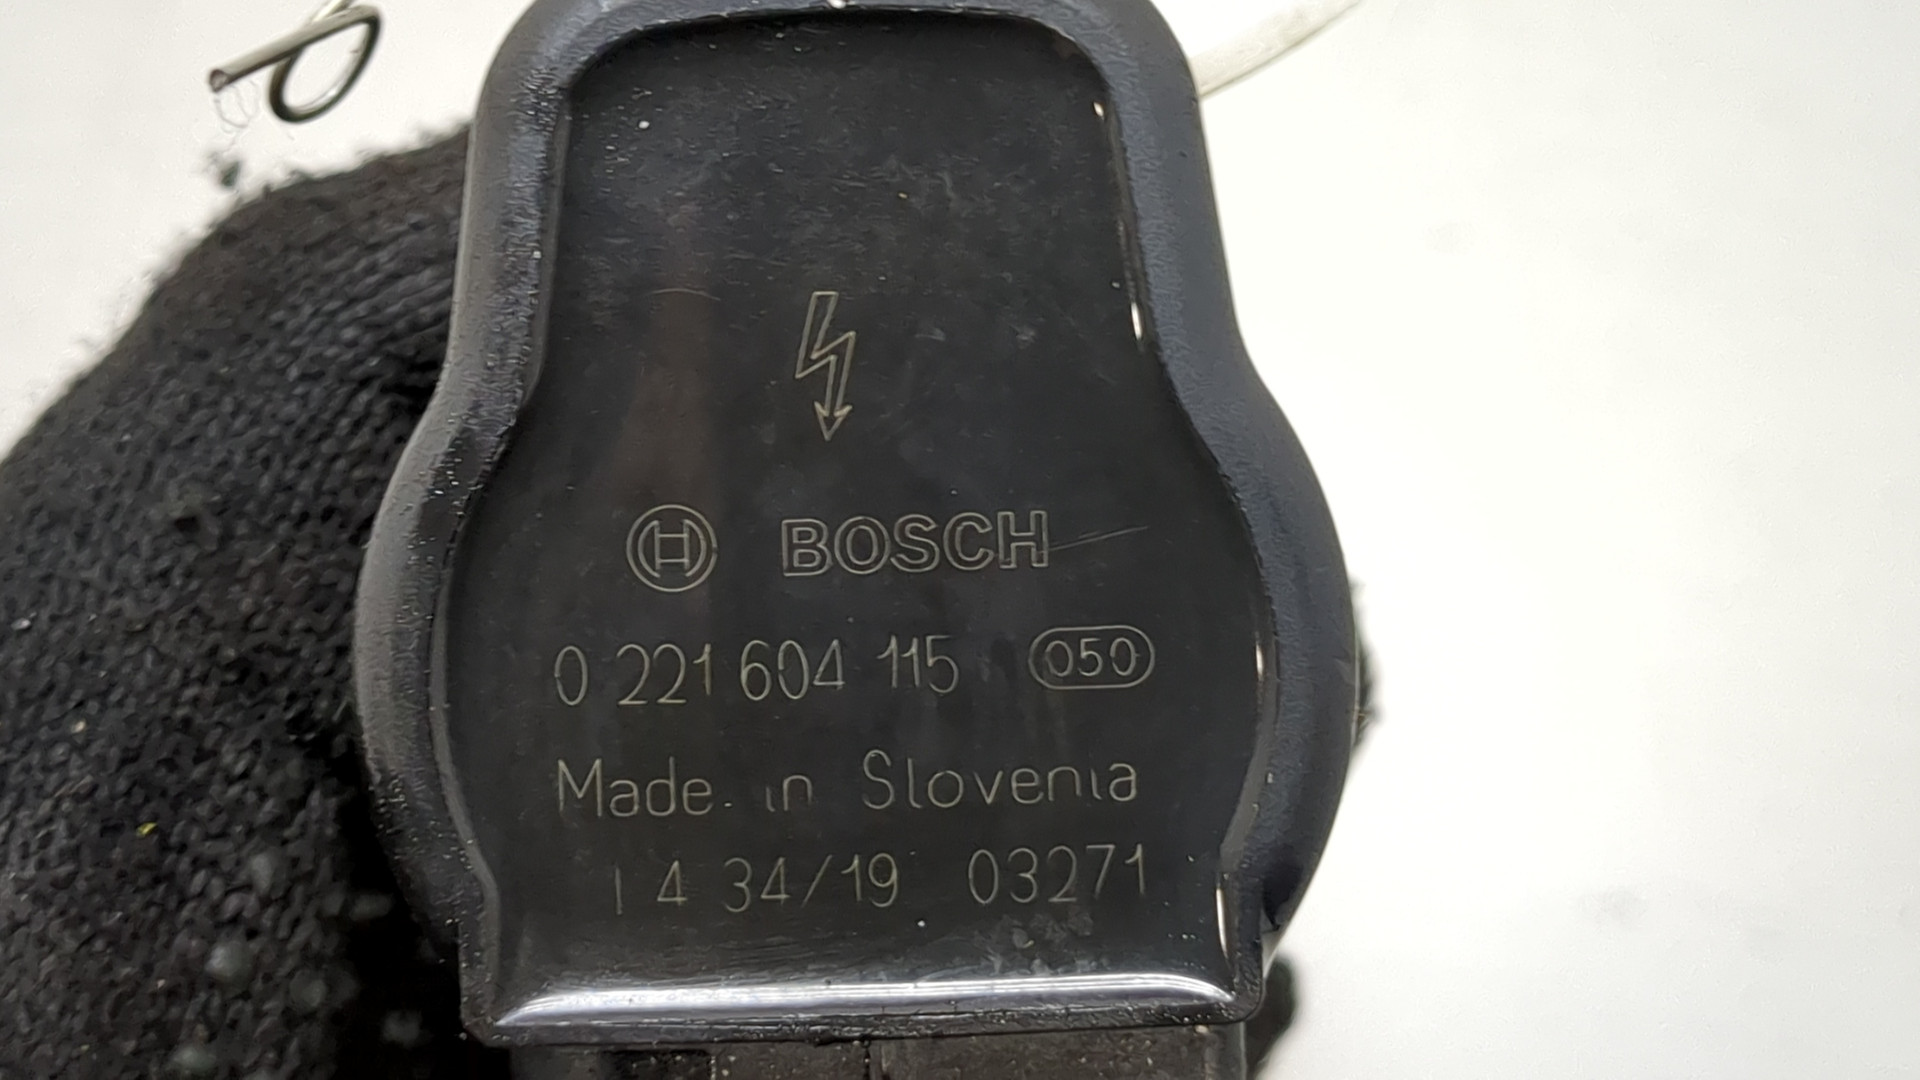 BOSCH
0 221 604 115 050
Made in Slovenia
1 4 34/19 03271